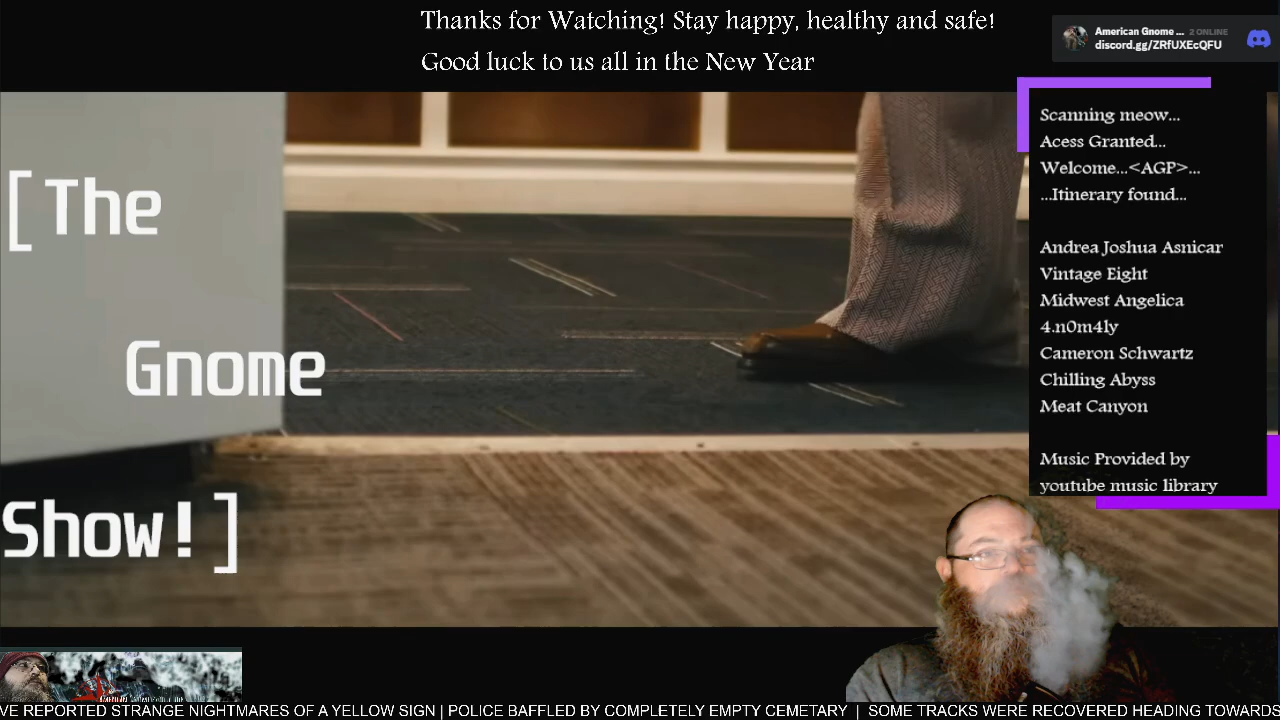 Thanks for Watching! Stay happy, healthy and safe!
Good luck to us all in the New Year
American Gnome ... 2 ONLINE
discord.gg/ZRfUXEcQFU
Scanning meow...
Acess Granted...
Welcome...<AGP>...
...Itinerary found...
Andrea Joshua Asnicar
Vintage Eight
Midwest Angelica
4.n0m4ly
Cameron Schwartz
Chilling Abyss
Meat Canyon
Music Provided by
youtube music library
[The
Gnome
Show!]
VE REPORTED STRANGE NIGHTMARES OF A YELLOW SIGN | POLICE BAFFLED BY COMPLETELY EMPTY CEMETARY | SOME TRACKS WERE RECOVERED HEADING TOWARDS